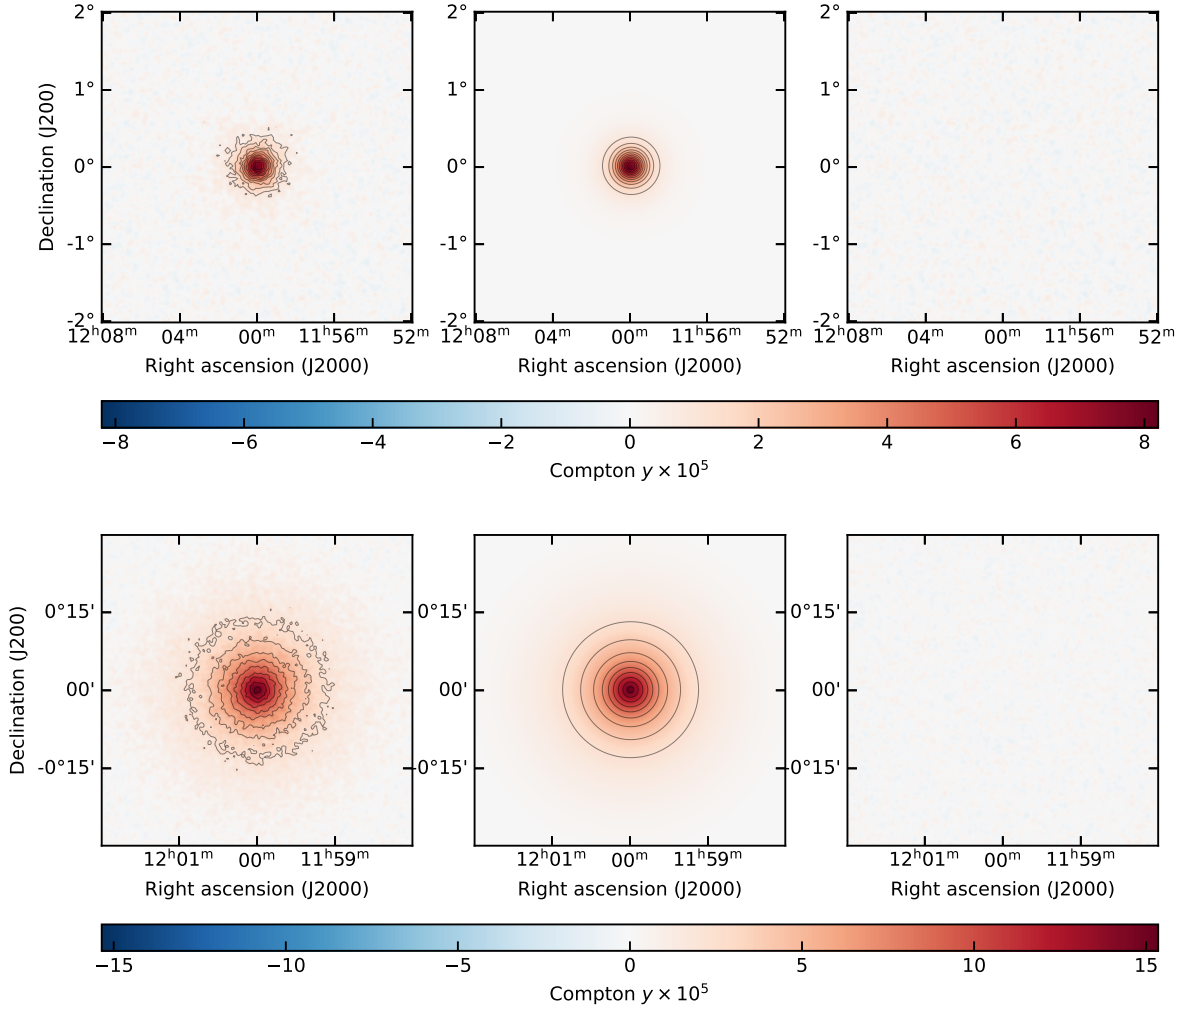 2° 2° 2°
1° 1° 1°
0° 0° 0°
-1° -1° -1°
-2° -2° -2°
Declination (J200)
12ʰ08ᵐ 04ᵐ 00ᵐ 11ʰ56ᵐ 52ᵐ 12ʰ08ᵐ 04ᵐ 00ᵐ 11ʰ56ᵐ 52ᵐ 12ʰ08ᵐ 04ᵐ 00ᵐ 11ʰ56ᵐ 52ᵐ
Right ascension (J2000) Right ascension (J2000) Right ascension (J2000)
−8 −6 −4 −2 0 2 4 6 8
Compton y × 10⁵
0°15' 0°15' 0°15'
00' 00' 00'
-0°15' -0°15' -0°15'
Declination (J200)
12ʰ01ᵐ 00ᵐ 11ʰ59ᵐ 12ʰ01ᵐ 00ᵐ 11ʰ59ᵐ 12ʰ01ᵐ 00ᵐ 11ʰ59ᵐ
Right ascension (J2000) Right ascension (J2000) Right ascension (J2000)
−15 −10 −5 0 5 10 15
Compton y × 10⁵